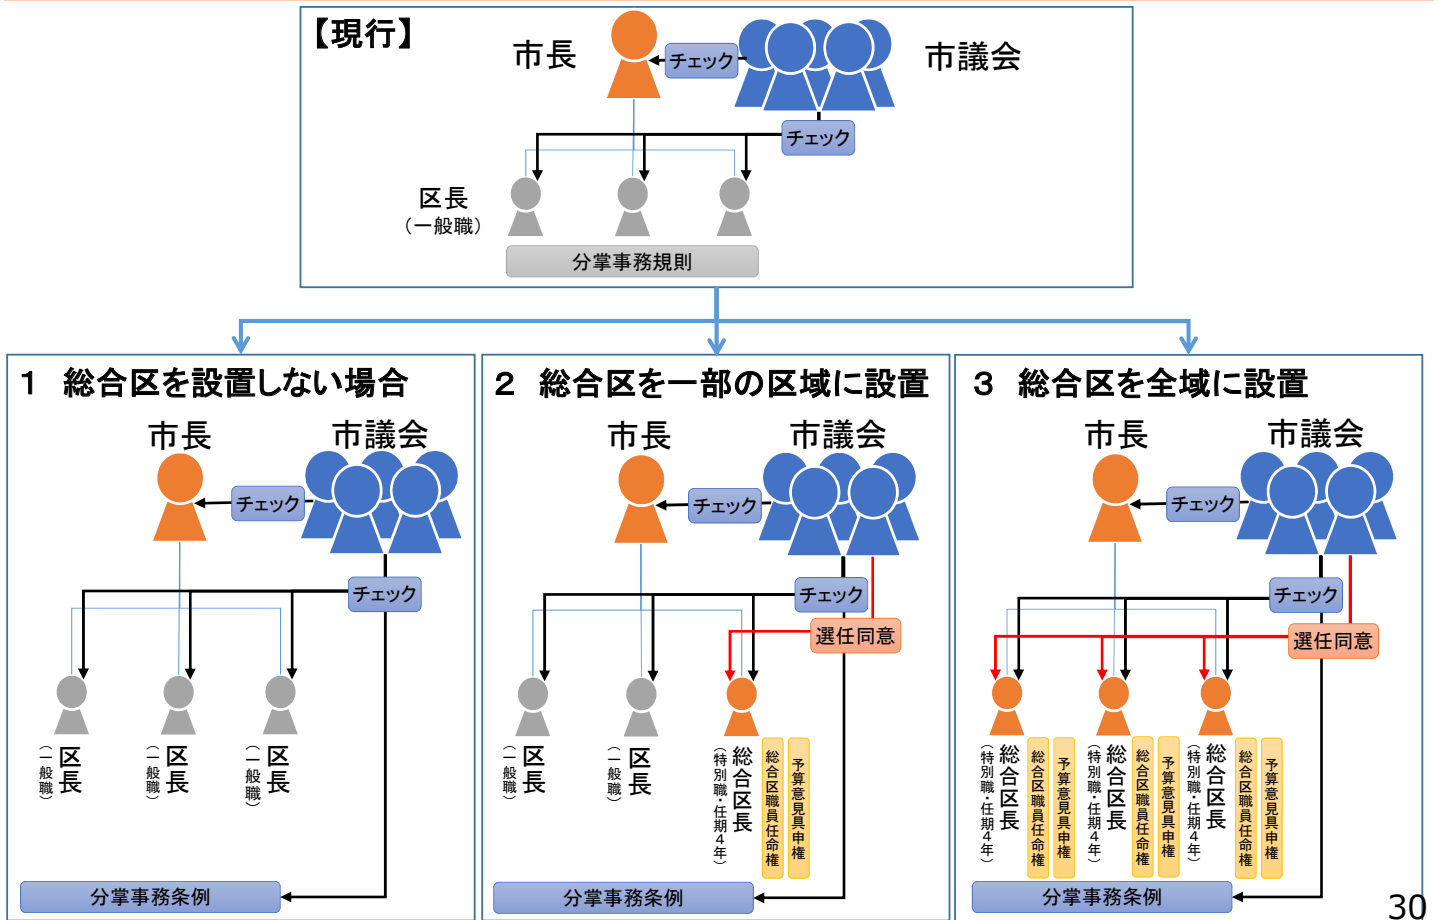 【現行】
市長
チェック
市議会
チェック
区長
（一般職）
分掌事務規則
１　総合区を設置しない場合
市長
市議会
チェック
チェック
区長
（一般職）
区長
（一般職）
区長
（一般職）
分掌事務条例
２　総合区を一部の区域に設置
市長
市議会
チェック
チェック
選任同意
区長
（一般職）
区長
（一般職）
総合区長
（特別職・任期４年）
総合区職員任命権
予算意見具申権
分掌事務条例
３　総合区を全域に設置
市長
市議会
チェック
チェック
選任同意
総合区長
（特別職・任期４年）
総合区職員任命権
予算意見具申権
総合区長
（特別職・任期４年）
総合区職員任命権
予算意見具申権
総合区長
（特別職・任期４年）
総合区職員任命権
予算意見具申権
分掌事務条例
30